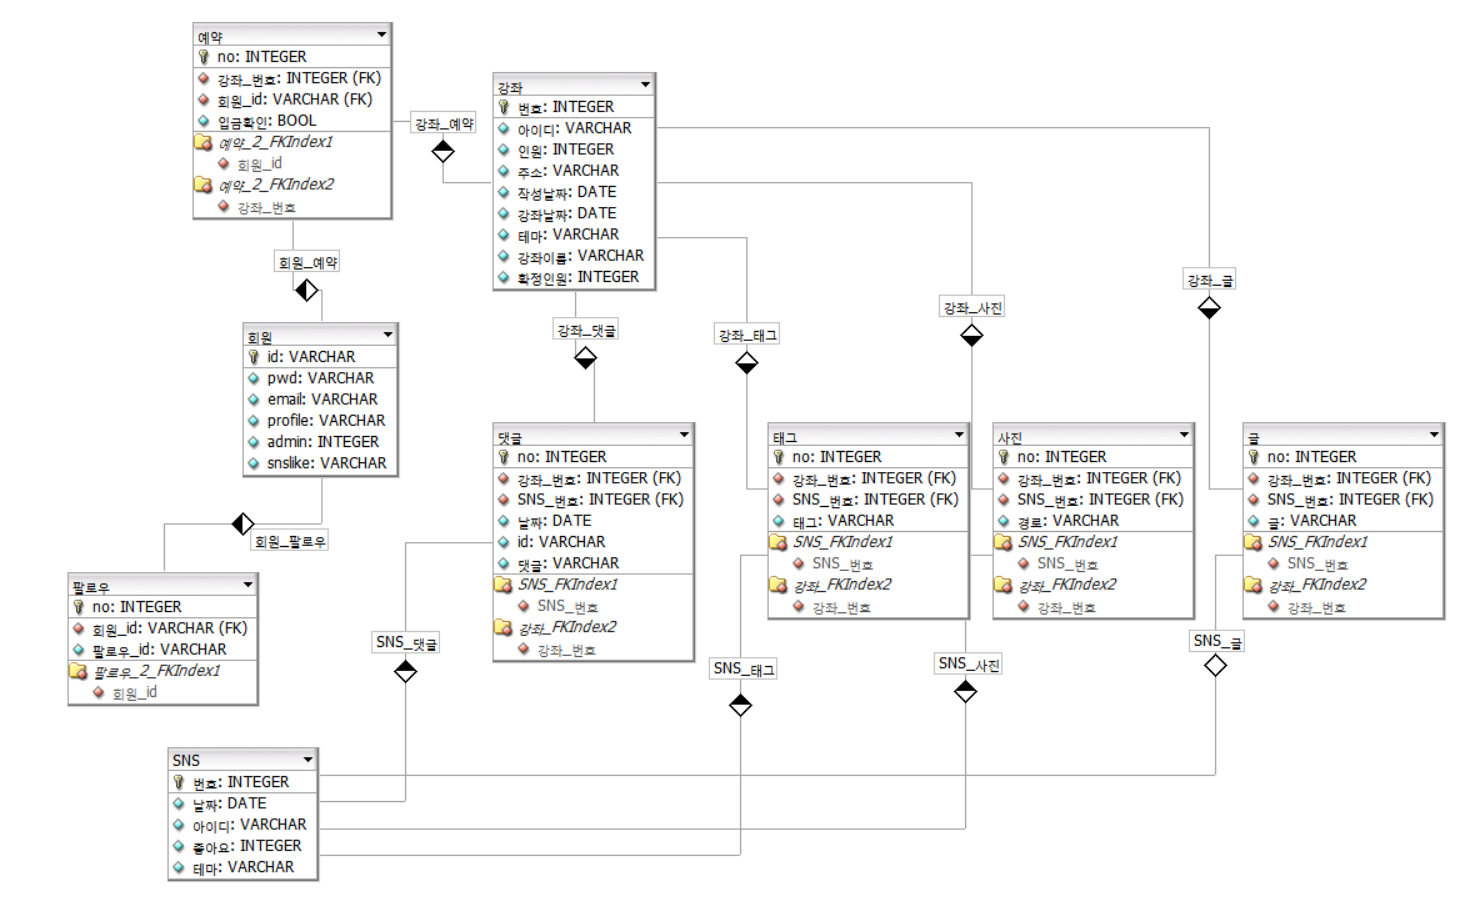 예약
no: INTEGER
강좌_번호: INTEGER (FK)
회원_id: VARCHAR (FK)
입금확인: BOOL
예약_2_FKIndex1
회원_id
예약_2_FKIndex2
강좌_번호
강좌_예약
강좌
번호: INTEGER
아이디: VARCHAR
인원: INTEGER
주소: VARCHAR
작성날짜: DATE
강좌날짜: DATE
테마: VARCHAR
강좌이름: VARCHAR
확정인원: INTEGER
회원_예약
회원
id: VARCHAR
pwd: VARCHAR
email: VARCHAR
profile: VARCHAR
admin: INTEGER
snslike: VARCHAR
강좌_댓글
강좌_태그
강좌_사진
강좌_글
회원_팔로우
팔로우
no: INTEGER
회원_id: VARCHAR (FK)
팔로우_id: VARCHAR
팔로우_2_FKIndex1
회원_id
댓글
no: INTEGER
강좌_번호: INTEGER (FK)
SNS_번호: INTEGER (FK)
날짜: DATE
id: VARCHAR
댓글: VARCHAR
SNS_FKIndex1
SNS_번호
강좌_FKIndex2
강좌_번호
태그
no: INTEGER
강좌_번호: INTEGER (FK)
SNS_번호: INTEGER (FK)
태그: VARCHAR
SNS_FKIndex1
SNS_번호
강좌_FKIndex2
강좌_번호
사진
no: INTEGER
강좌_번호: INTEGER (FK)
SNS_번호: INTEGER (FK)
경로: VARCHAR
SNS_FKIndex1
SNS_번호
강좌_FKIndex2
강좌_번호
글
no: INTEGER
강좌_번호: INTEGER (FK)
SNS_번호: INTEGER (FK)
글: VARCHAR
SNS_FKIndex1
SNS_번호
강좌_FKIndex2
강좌_번호
SNS_댓글
SNS_태그
SNS_사진
SNS_글
SNS
번호: INTEGER
날짜: DATE
아이디: VARCHAR
좋아요: INTEGER
테마: VARCHAR